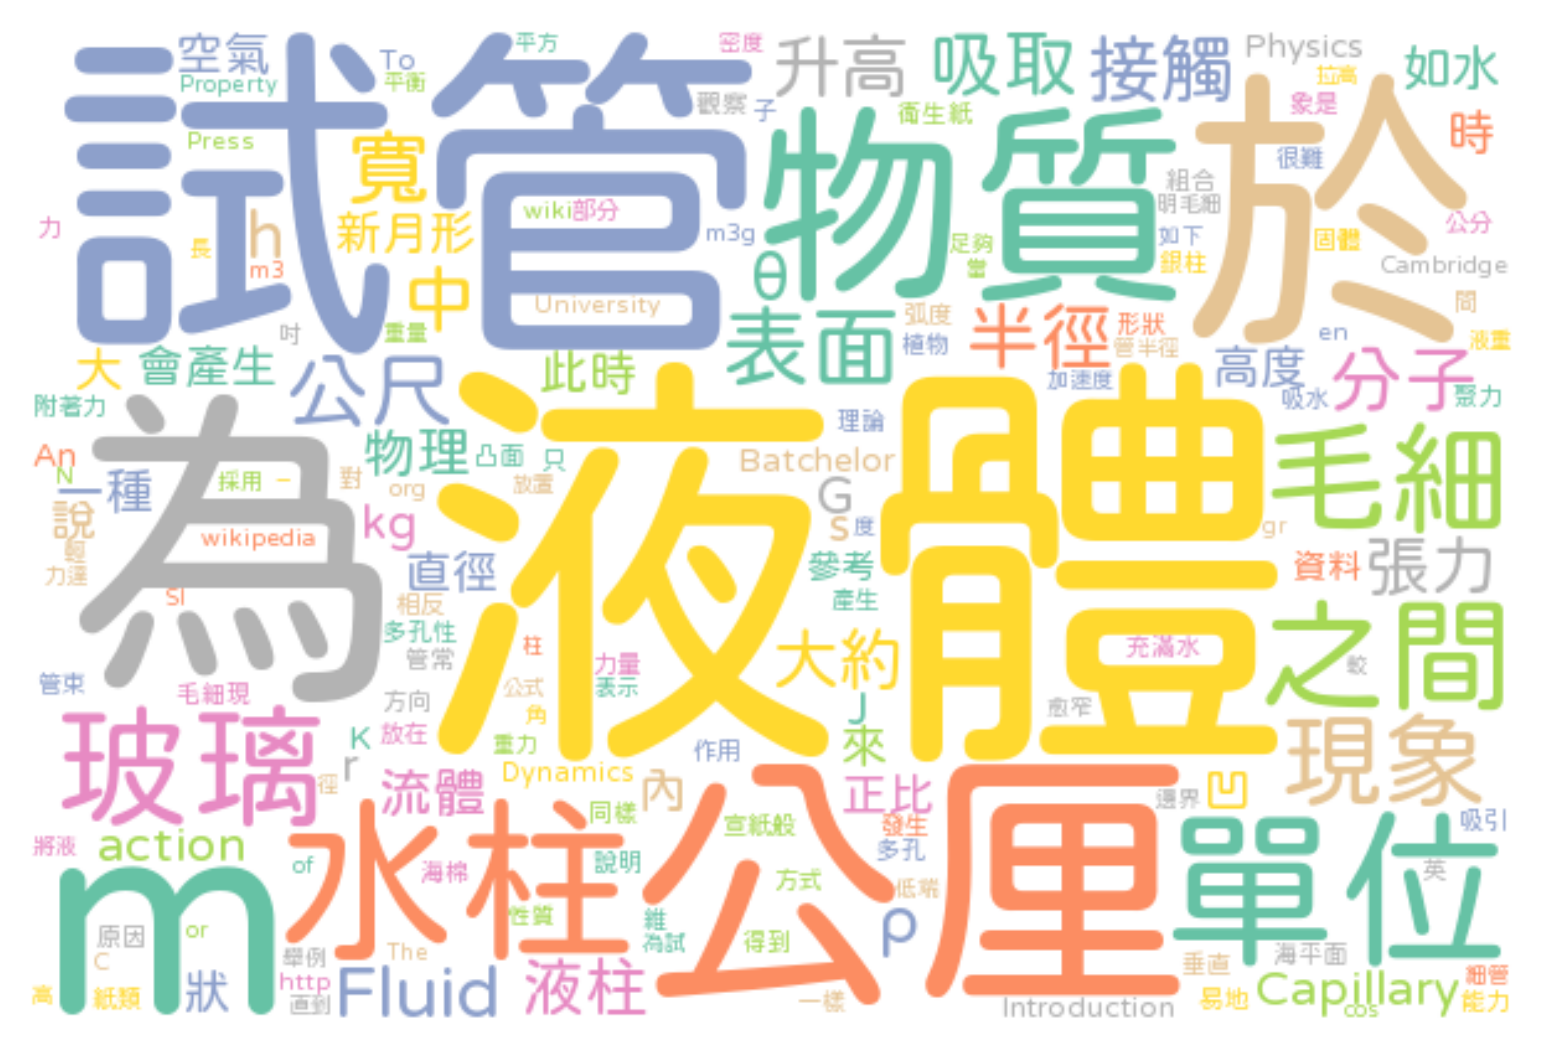 試管
物質
於
液體
為
公厘
單位
水柱
m
玻璃
毛細
之間
現象
張力
分子
高度
半徑
表面
接觸
吸取
升高
如水
時
空氣
To
平方
密度
Physics
拉高
Property
平衡
觀察
子
衛生紙
象是
Press
寬
很難
組合
明毛細
力
長
h
m3
新月形
wiki
部分
m3g
θ
足夠
當
如下
銀柱
固體
公分
Cambridge
中
University
吋
重量
弧度
植物
形狀
管半徑
間
en
液重
大
會產生
公尺
此時
加速度
吸水
聚力
附著力
物理
凸面
只
理論
An
N
一種
採用
一
對
org
放置
Batchelor
G
s
度
gr
說
輕
力達
wikipedia
kg
直徑
參考
產生
資料
SI
相反
多孔性
管常
柱
力量
表示
大約
充滿水
較
管束
毛細現
方向
公式
角
J
來
愈窄
K
放在
r
重力
作用
徑
流體
Dynamics
內
正比
邊界
凹
同樣
宣紙般
發生
多孔
吸引
將液
action
of
海棉
說明
方式
低端
英
性質
ρ
原因
or
C
舉例
The
雖
為試
得到
海平面
垂直
細管
高
紙類
狀
http
直到
Fluid
液柱
一樣
Introduction
易地
Capillary
cos
能力